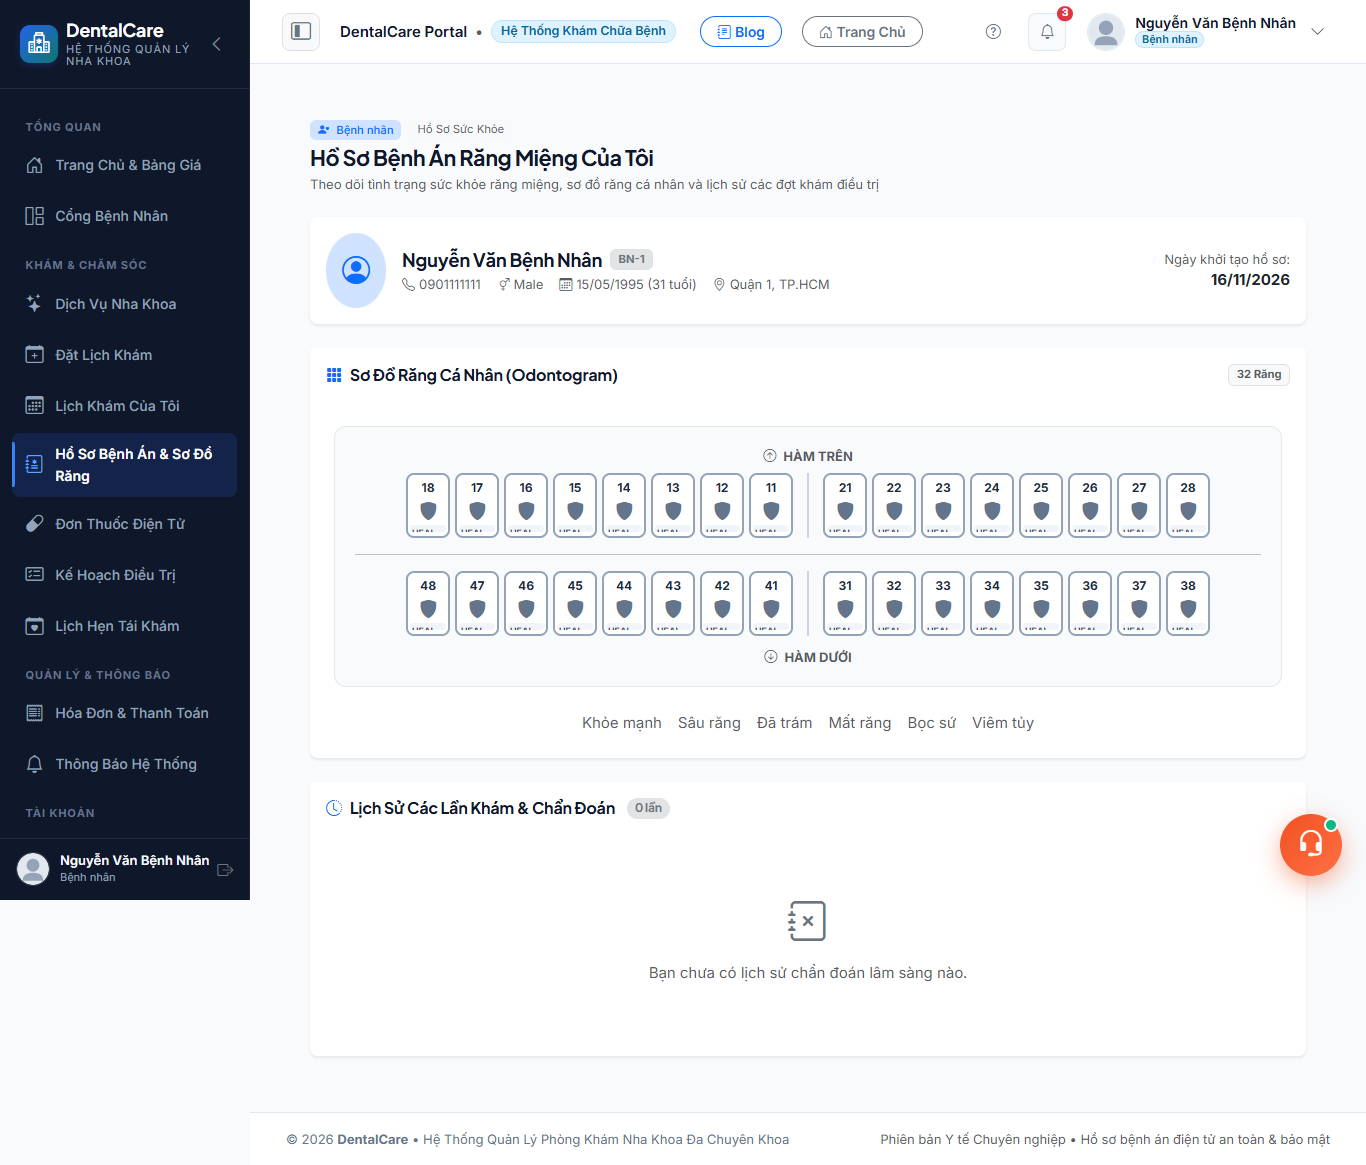 DentalCare
HỆ THỐNG QUẢN LÝ
NHA KHOA
TỔNG QUAN
Trang Chủ & Bảng Giá
Cổng Bệnh Nhân
KHÁM & CHĂM SÓC
Dịch Vụ Nha Khoa
Đặt Lịch Khám
Lịch Khám Của Tôi
Hồ Sơ Bệnh Án & Sơ Đồ
Răng
Đơn Thuốc Điện Tử
Kế Hoạch Điều Trị
Lịch Hẹn Tái Khám
QUẢN LÝ & THÔNG BÁO
Hóa Đơn & Thanh Toán
Thông Báo Hệ Thống
TÀI KHOẢN
Nguyễn Văn Bệnh Nhân
Bệnh nhân
DentalCare Portal • Hệ Thống Khám Chữa Bệnh Blog Trang Chủ
3
Nguyễn Văn Bệnh Nhân
Bệnh nhân
Bệnh nhân Hồ Sơ Sức Khỏe
Hồ Sơ Bệnh Án Răng Miệng Của Tôi
Theo dõi tình trạng sức khỏe răng miệng, sơ đồ răng cá nhân và lịch sử các đợt khám điều trị
Nguyễn Văn Bệnh Nhân BN-1
0901111111 Male 15/05/1995 (31 tuổi) Quận 1, TP.HCM
Ngày khởi tạo hồ sơ:
16/11/2026
Sơ Đồ Răng Cá Nhân (Odontogram)
32 Răng
HÀM TRÊN
18 17 16 15 14 13 12 11 21 22 23 24 25 26 27 28
48 47 46 45 44 43 42 41 31 32 33 34 35 36 37 38
HÀM DƯỚI
Khỏe mạnh Sâu răng Đã trám Mất răng Bọc sứ Viêm tủy
Lịch Sử Các Lần Khám & Chẩn Đoán 0 lần
Bạn chưa có lịch sử chẩn đoán lâm sàng nào.
© 2026 DentalCare • Hệ Thống Quản Lý Phòng Khám Nha Khoa Đa Chuyên Khoa
Phiên bản Y tế Chuyên nghiệp • Hồ sơ bệnh án điện tử an toàn & bảo mật